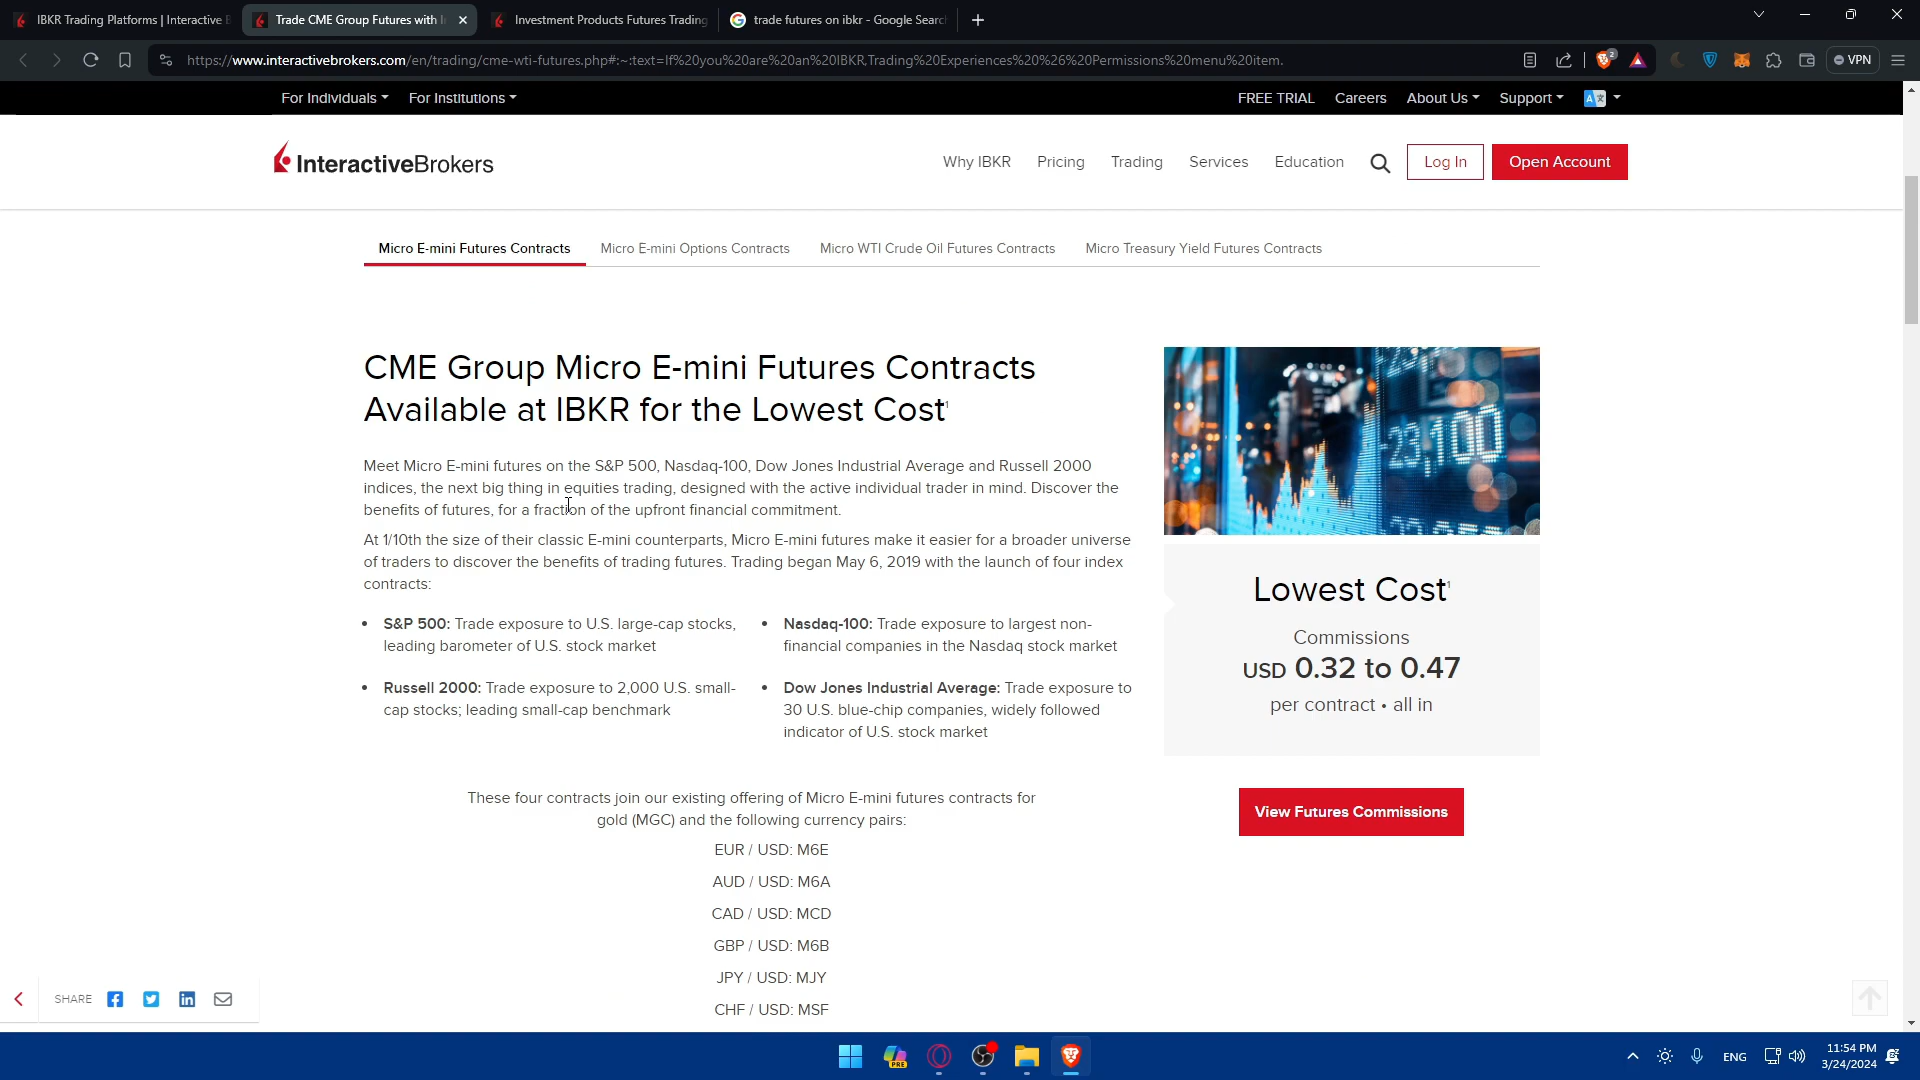 IBKR Trading Platforms | Interactive B
Trade CME Group Futures with I
Investment Products Futures Trading
trade futures on ibkr - Google Search
https://www.interactivebrokers.com/en/trading/cme-wti-futures.php#:~:text=If%20you%20are%20an%20IBKR,Trading%20Experiences%20%26%20Permissions%20menu%20item.
2
VPN
For Individuals
For Institutions
FREE TRIAL
Careers
About Us
Support
InteractiveBrokers
Why IBKR
Pricing
Trading
Services
Education
Log In
Open Account
Micro E-mini Futures Contracts
Micro E-mini Options Contracts
Micro WTI Crude Oil Futures Contracts
Micro Treasury Yield Futures Contracts
CME Group Micro E-mini Futures Contracts
Available at IBKR for the Lowest Cost¹
Meet Micro E-mini futures on the S&P 500, Nasdaq-100, Dow Jones Industrial Average and Russell 2000
indices, the next big thing in equities trading, designed with the active individual trader in mind. Discover the
benefits of futures, for a fraction of the upfront financial commitment.
At 1/10th the size of their classic E-mini counterparts, Micro E-mini futures make it easier for a broader universe
of traders to discover the benefits of trading futures. Trading began May 6, 2019 with the launch of four index
contracts:
• S&P 500: Trade exposure to U.S. large-cap stocks,
leading barometer of U.S. stock market
• Nasdaq-100: Trade exposure to largest non-
financial companies in the Nasdaq stock market
• Russell 2000: Trade exposure to 2,000 U.S. small-
cap stocks; leading small-cap benchmark
• Dow Jones Industrial Average: Trade exposure to
30 U.S. blue-chip companies, widely followed
indicator of U.S. stock market
These four contracts join our existing offering of Micro E-mini futures contracts for
gold (MGC) and the following currency pairs:
EUR / USD: M6E
AUD / USD: M6A
CAD / USD: MCD
GBP / USD: M6B
JPY / USD: MJY
CHF / USD: MSF
23,100
Lowest Cost¹
Commissions
USD 0.32 to 0.47
per contract • all in
View Futures Commissions
SHARE
PRE
ENG
11:54 PM
3/24/2024